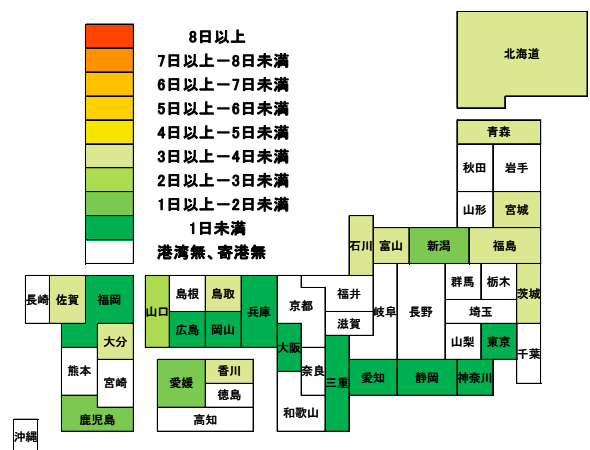 8日以上
7日以上－8日未満
6日以上－7日未満
5日以上－6日未満
4日以上－5日未満
3日以上－4日未満
2日以上－3日未満
1日以上－2日未満
1日未満
港湾無、寄港無
北海道
青森
秋田 岩手
山形 宮城
石川 富山 新潟 福島
群馬 栃木 茨城
埼玉
山梨 東京 千葉
岐阜 長野
愛知 静岡 神奈川
福井
滋賀
京都
大阪 奈良 三重
和歌山
山口 島根 鳥取 兵庫
広島 岡山
愛媛 香川
徳島
高知
長崎 佐賀 福岡
大分
熊本 宮崎
鹿児島
沖縄